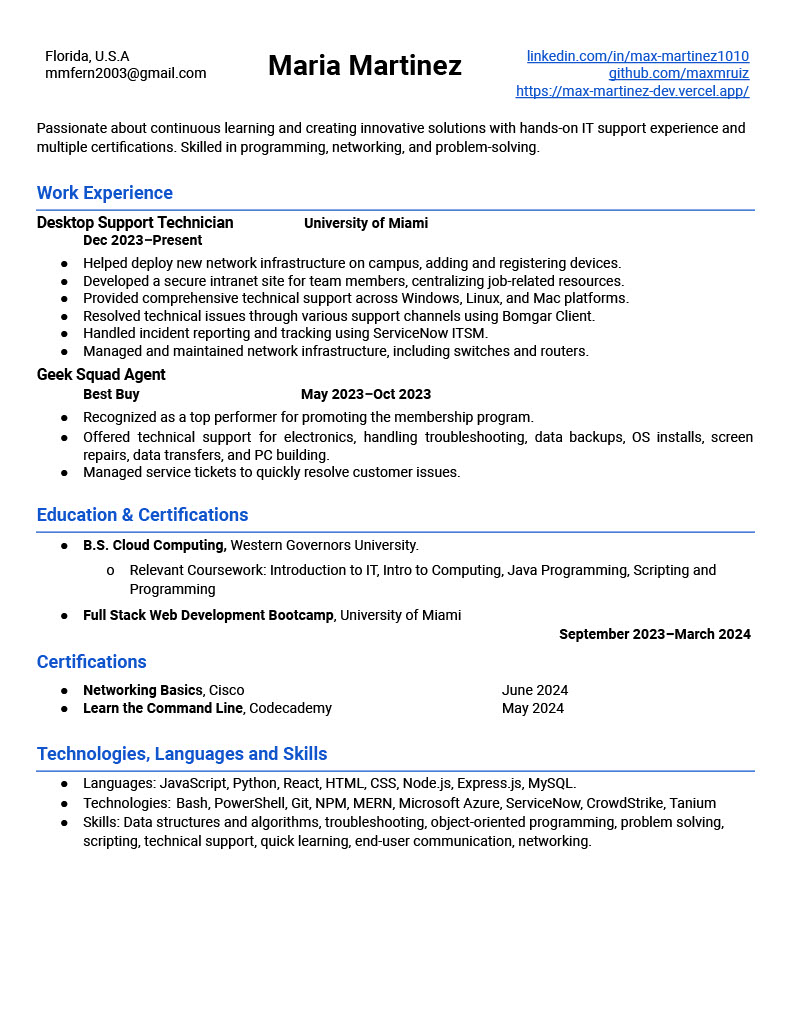 Florida, U.S.A
mmfern2003@gmail.com
Maria Martinez
linkedin.com/in/max-martinez1010
github.com/maxmruiz
https://max-martinez-dev.vercel.app/
Passionate about continuous learning and creating innovative solutions with hands-on IT support experience and
multiple certifications. Skilled in programming, networking, and problem-solving.
Work Experience
Desktop Support Technician University of Miami
Dec 2023–Present
● Helped deploy new network infrastructure on campus, adding and registering devices.
● Developed a secure intranet site for team members, centralizing job-related resources.
● Provided comprehensive technical support across Windows, Linux, and Mac platforms.
● Resolved technical issues through various support channels using Bomgar Client.
● Handled incident reporting and tracking using ServiceNow ITSM.
● Managed and maintained network infrastructure, including switches and routers.
Geek Squad Agent
Best Buy May 2023–Oct 2023
● Recognized as a top performer for promoting the membership program.
● Offered technical support for electronics, handling troubleshooting, data backups, OS installs, screen
repairs, data transfers, and PC building.
● Managed service tickets to quickly resolve customer issues.
Education & Certifications
● B.S. Cloud Computing, Western Governors University.
o Relevant Coursework: Introduction to IT, Intro to Computing, Java Programming, Scripting and
Programming
● Full Stack Web Development Bootcamp, University of Miami
September 2023–March 2024
Certifications
● Networking Basics, Cisco June 2024
● Learn the Command Line, Codecademy May 2024
Technologies, Languages and Skills
● Languages: JavaScript, Python, React, HTML, CSS, Node.js, Express.js, MySQL.
● Technologies: Bash, PowerShell, Git, NPM, MERN, Microsoft Azure, ServiceNow, CrowdStrike, Tanium
● Skills: Data structures and algorithms, troubleshooting, object-oriented programming, problem solving,
scripting, technical support, quick learning, end-user communication, networking.